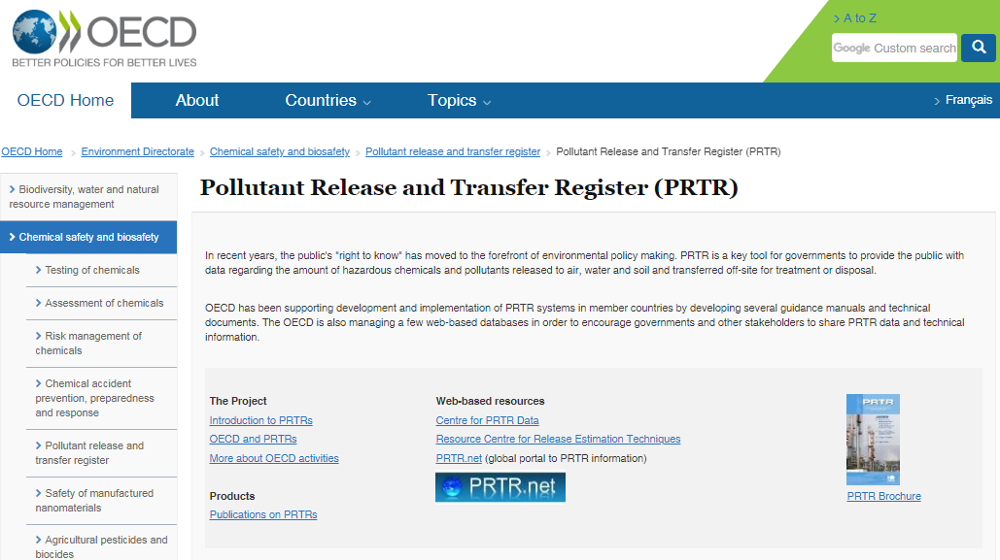 OECD
BETTER POLICIES FOR BETTER LIVES
A to Z
Google Custom search
OECD Home
About
Countries
Topics
Français
OECD Home > Environment Directorate > Chemical safety and biosafety > Pollutant release and transfer register > Pollutant Release and Transfer Register (PRTR)
Biodiversity, water and natural
resource management
Chemical safety and biosafety
Testing of chemicals
Assessment of chemicals
Risk management of
chemicals
Chemical accident
prevention, preparedness
and response
Pollutant release and
transfer register
Safety of manufactured
nanomaterials
Agricultural pesticides and
biocides
Pollutant Release and Transfer Register (PRTR)
In recent years, the public's "right to know" has moved to the forefront of environmental policy making. PRTR is a key tool for governments to provide the public with
data regarding the amount of hazardous chemicals and pollutants released to air, water and soil and transferred off-site for treatment or disposal.
OECD has been supporting development and implementation of PRTR systems in member countries by developing several guidance manuals and technical
documents. The OECD is also managing a few web-based databases in order to encourage governments and other stakeholders to share PRTR data and technical
information.
The Project
Introduction to PRTRs
OECD and PRTRs
More about OECD activities
Products
Publications on PRTRs
Web-based resources
Centre for PRTR Data
Resource Centre for Release Estimation Techniques
PRTR.net (global portal to PRTR information)
PRTR.net
PRTR
PRTR Brochure